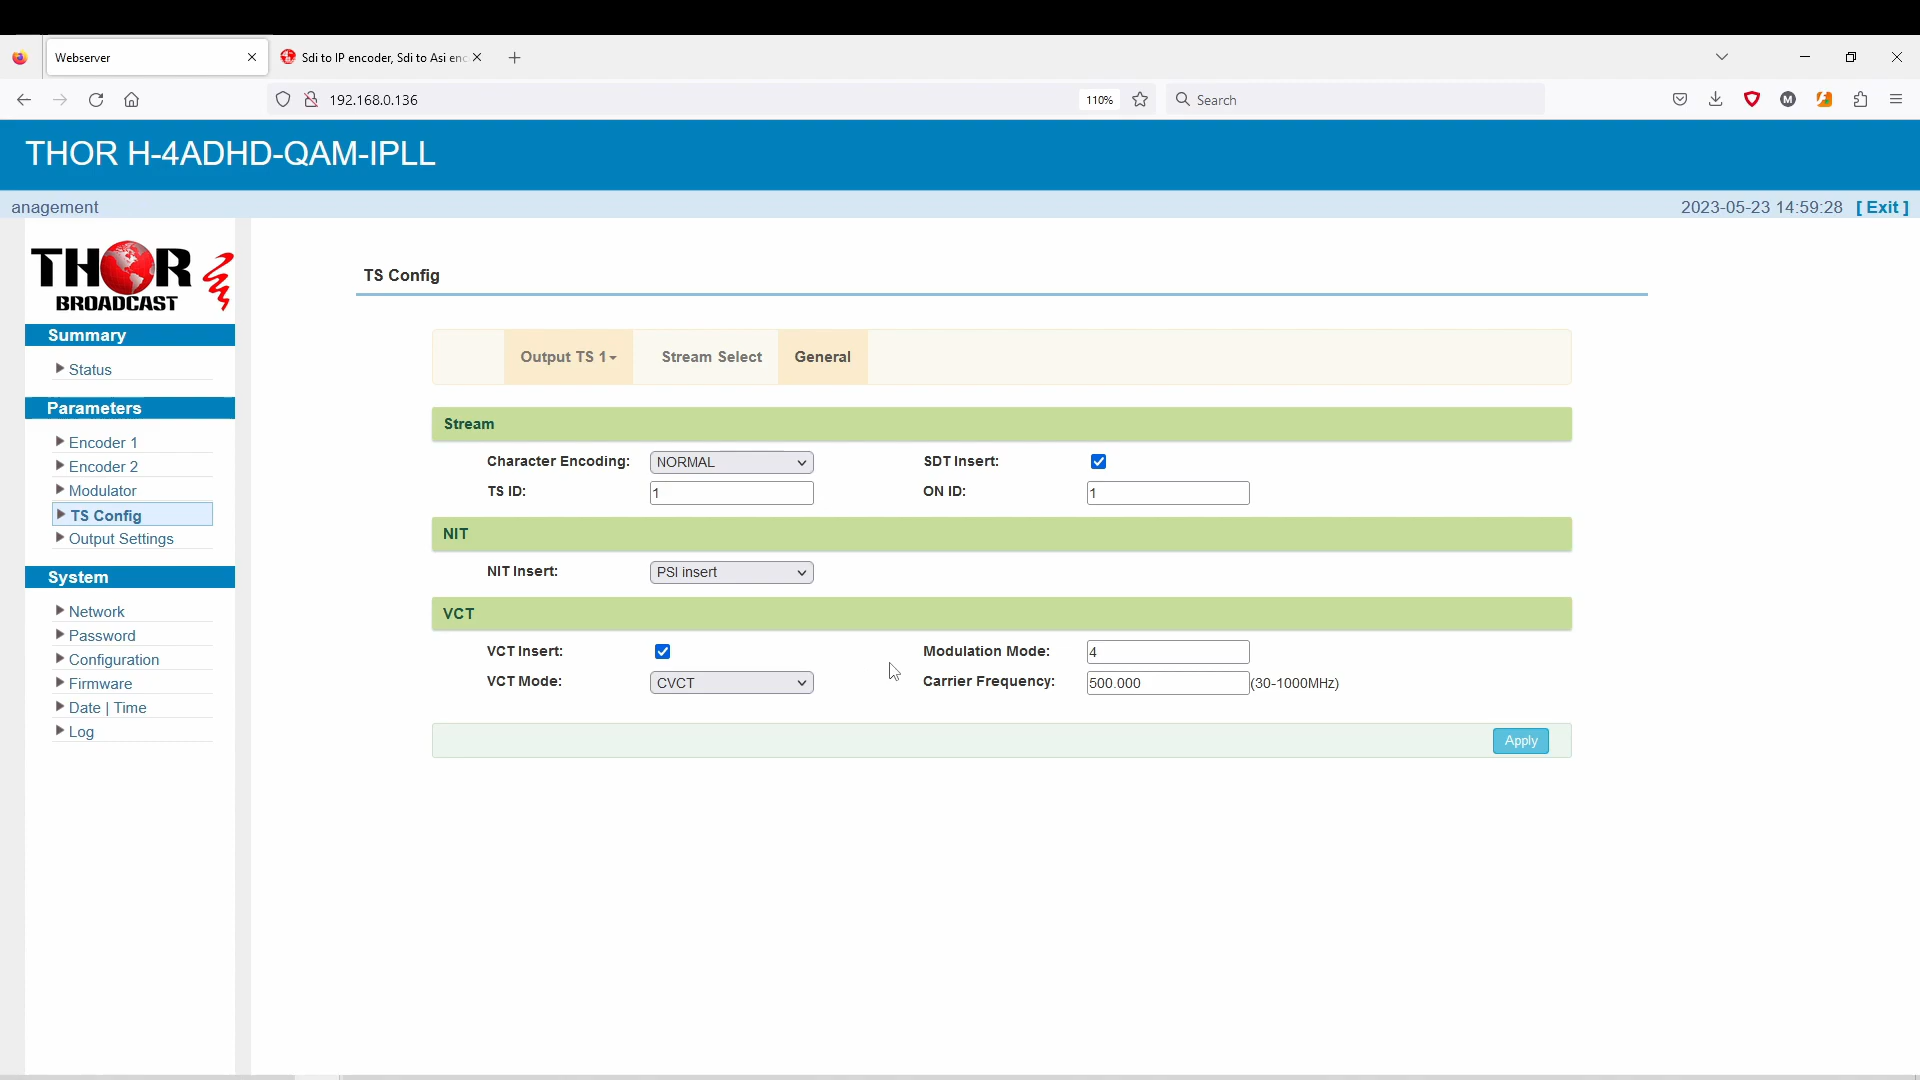 Webserver
Sdi to IP encoder, Sdi to Asi enc
192.168.0.136
110%
Search
M
THOR H-4ADHD-QAM-IPLL
anagement
2023-05-23 14:59:28 [ Exit ]
THOR
BROADCAST
Summary
Status
Parameters
Encoder 1
Encoder 2
Modulator
TS Config
Output Settings
System
Network
Password
Configuration
Firmware
Date | Time
Log
TS Config
Output TS 1
Stream Select
General
Stream
Character Encoding: NORMAL
SDT Insert:
TS ID: 1
ON ID: 1
NIT
NIT Insert: PSI insert
VCT
VCT Insert:
Modulation Mode: 4
VCT Mode: CVCT
Carrier Frequency: 500.000 (30-1000MHz)
Apply